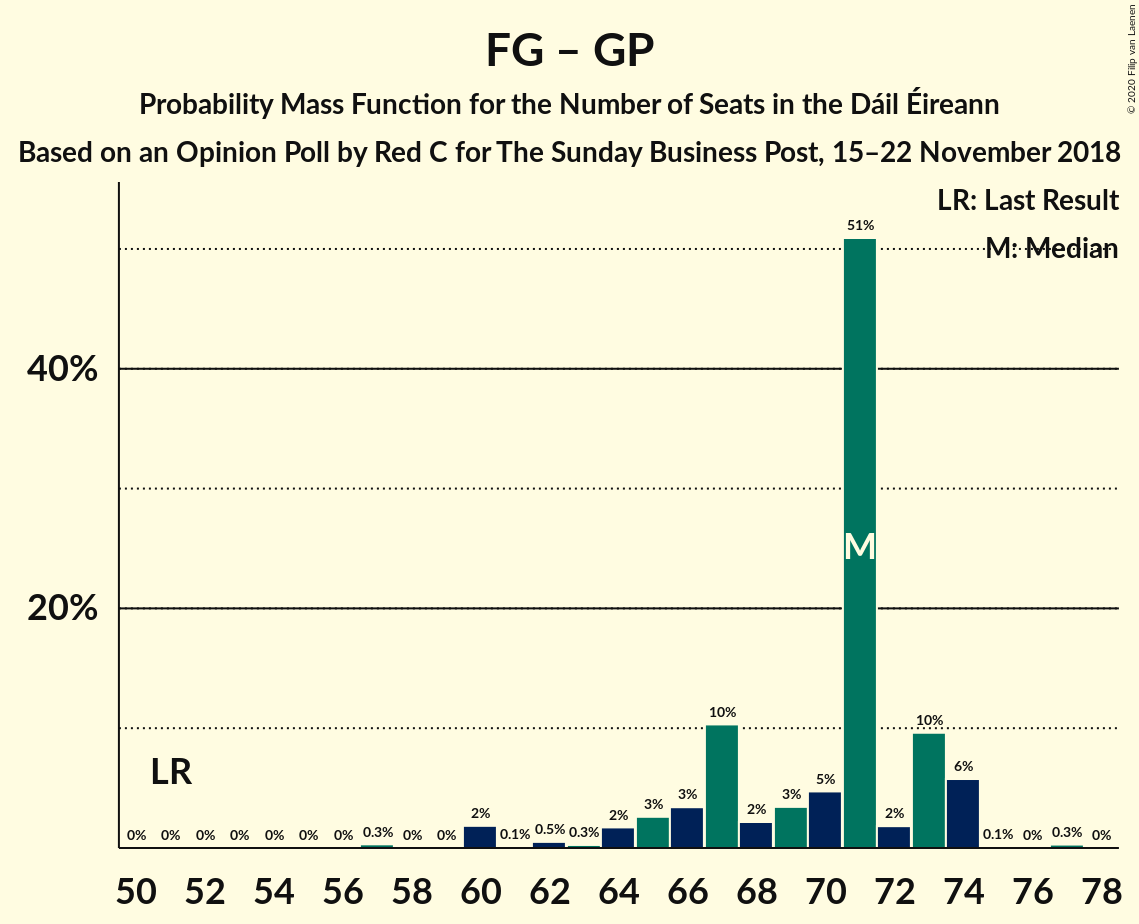 FG – GP
Probability Mass Function for the Number of Seats in the Dáil Éireann
Based on an Opinion Poll by Red C for The Sunday Business Post, 15–22 November 2018
© 2020 Filip van Laenen
LR: Last Result
M: Median
40%
20%
LR
M
0% 0% 0% 0% 0% 0% 0% 0.3% 0% 0% 2% 0.1% 0.5% 0.3% 2% 3% 3% 10% 2% 3% 5% 51% 2% 10% 6% 0.1% 0% 0.3% 0%
50 52 54 56 58 60 62 64 66 68 70 72 74 76 78